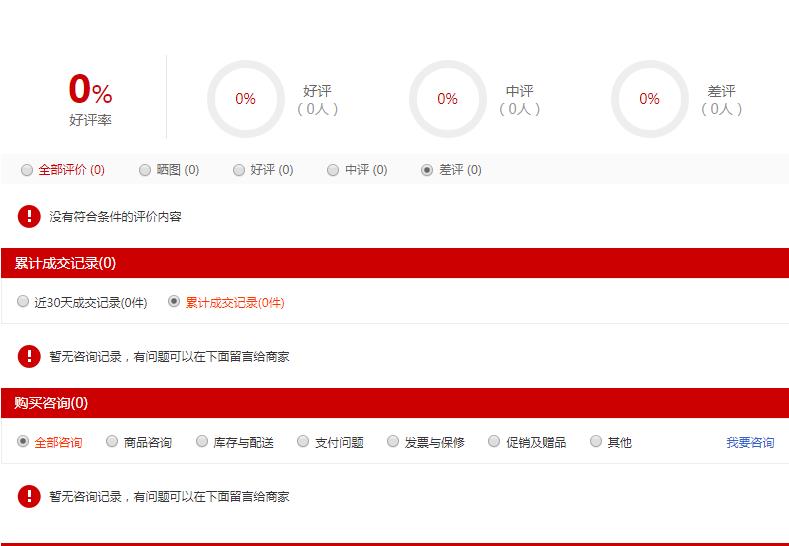 0%
好评率
0%
好评
（0人）
0%
中评
（0人）
0%
差评
（0人）
全部评价 (0) 晒图 (0) 好评 (0) 中评 (0) 差评 (0)
没有符合条件的评价内容
累计成交记录(0)
近30天成交记录(0件) 累计成交记录(0件)
暂无咨询记录，有问题可以在下面留言给商家
购买咨询(0)
全部咨询 商品咨询 库存与配送 支付问题 发票与保修 促销及赠品 其他 我要咨询
暂无咨询记录，有问题可以在下面留言给商家